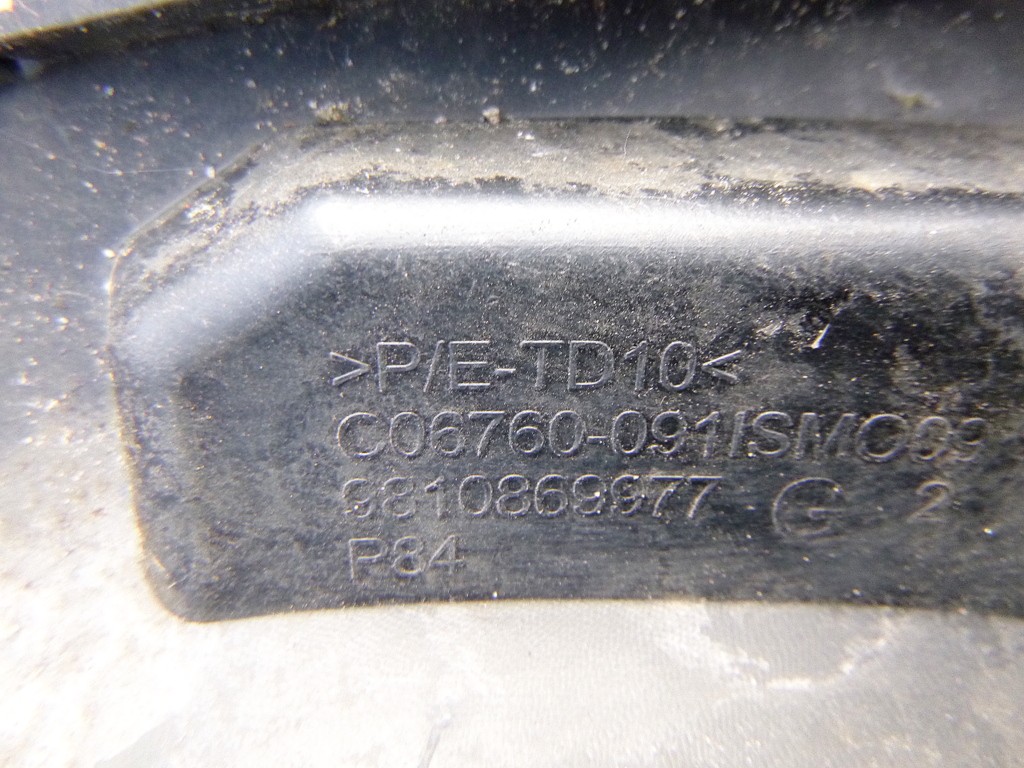 >P/E-TD10<
C06760-091/SMC09
9810869977 G 2
P84